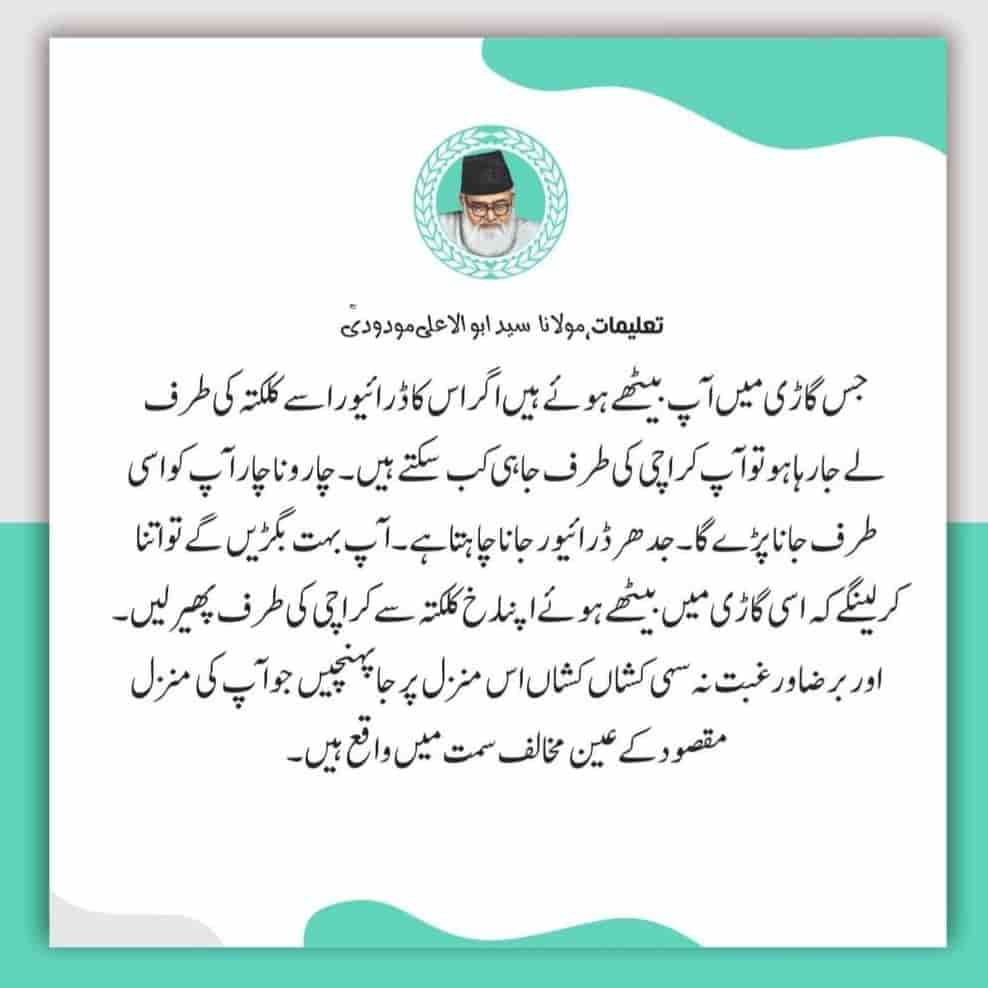 تعلیمات، مولانا سید ابو الاعلی مودودیؒ
جس گاڑی میں آپ بیٹھے ہوئے ہیں اگر اس کا ڈرائیور اسے کلکتہ کی طرف
لے جا رہا ہو تو آپ کراچی کی طرف جا ہی کب سکتے ہیں۔ چار و ناچار آپ کو اسی
طرف جانا پڑے گا۔ جدھر ڈرائیور جانا چاہتا ہے۔ آپ بہت بگڑیں گے تو اتنا
کر لینگے کہ اسی گاڑی میں بیٹھے ہوئے اپنا رخ کلکتہ سے کراچی کی طرف پھیر لیں۔
اور برضا ورغبت نہ سہی کشاں کشاں اس منزل پر جا پہنچیں جو آپ کی منزل
مقصود کے عین مخالف سمت میں واقع ہیں۔